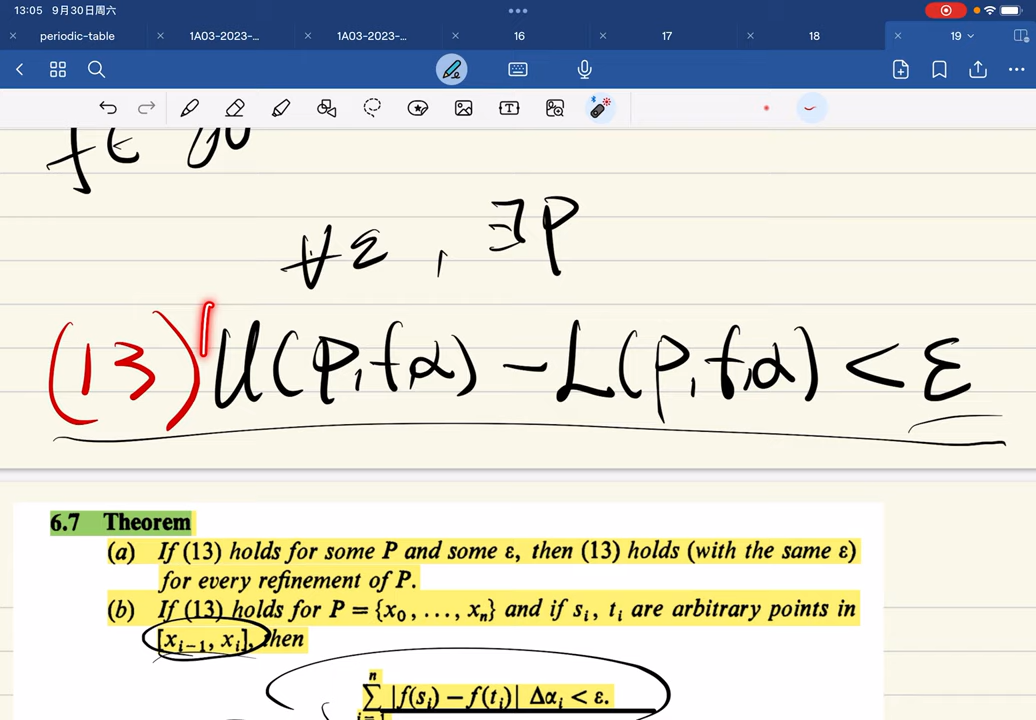 13:05 9月30日周六
periodic-table 1A03-2023-... 1A03-2023-... 16 17 18 19
∀ε, ∃P
(13) U(P,f,α) − L(P,f,α) < ε
6.7 Theorem
(a) If (13) holds for some P and some ε, then (13) holds (with the same ε)
for every refinement of P.
(b) If (13) holds for P = {x₀, . . . , xₙ} and if sᵢ, tᵢ are arbitrary points in
[xᵢ₋₁, xᵢ], then
n
∑ |f(sᵢ) − f(tᵢ)| Δαᵢ < ε.
i=1